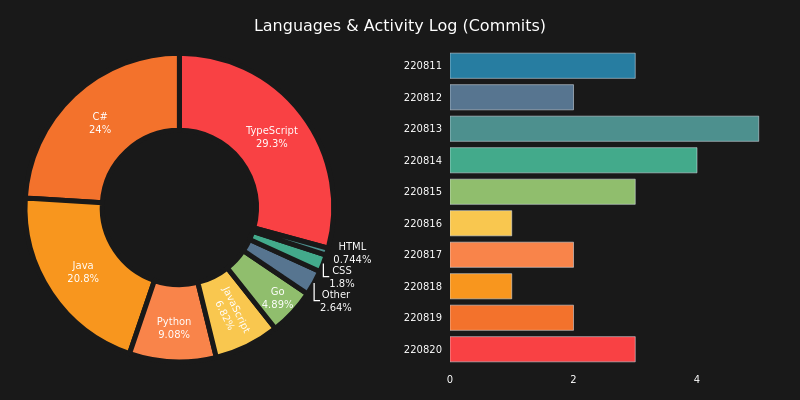 Languages & Activity Log (Commits)
C#
24%
TypeScript
29.3%
Java
20.8%
Python
9.08%
JavaScript
6.82%
Go
4.89%
HTML
0.744%
CSS
1.8%
Other
2.64%
220811
220812
220813
220814
220815
220816
220817
220818
220819
220820
0 2 4